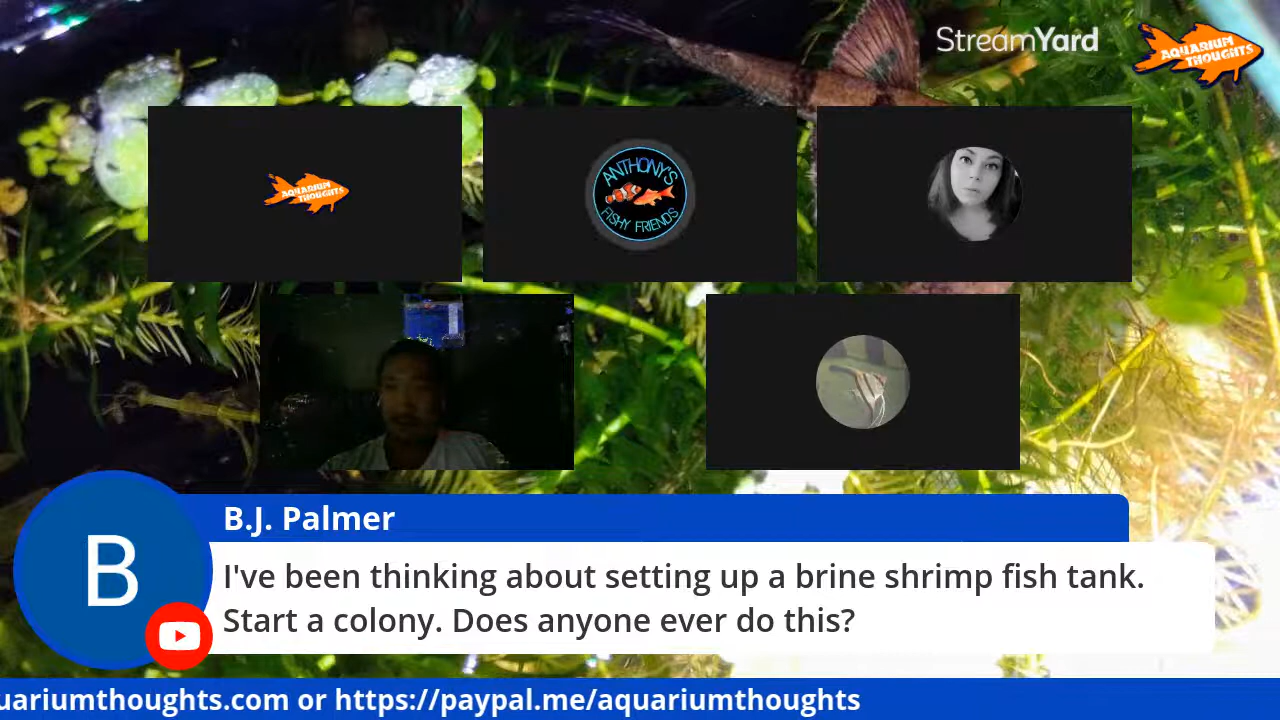 StreamYard
AQUARIUM
THOUGHTS
AQUARIUM
THOUGHTS
ANTHONY'S
FISHY FRIENDS
B
B.J. Palmer
I've been thinking about setting up a brine shrimp fish tank.
Start a colony. Does anyone ever do this?
uariumthoughts.com or https://paypal.me/aquariumthoughts